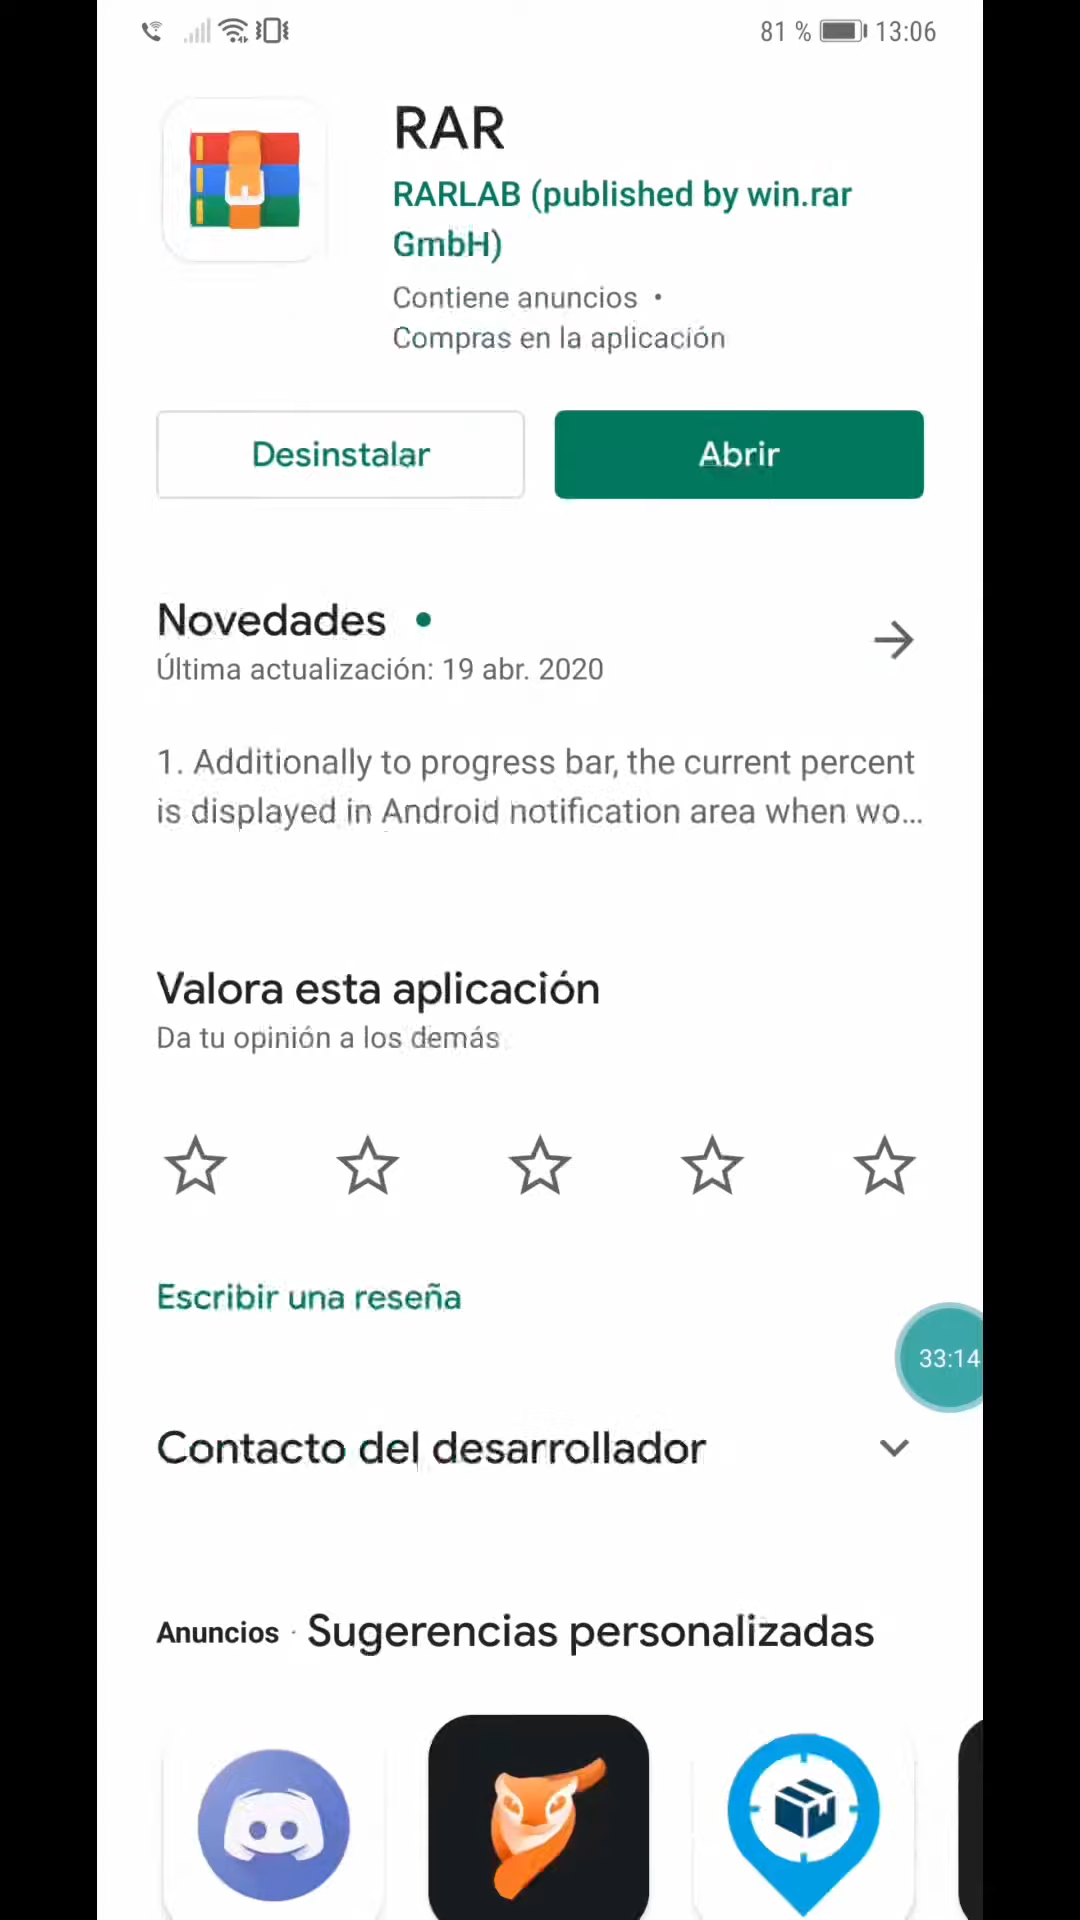 81 % 13:06
RAR
RARLAB (published by win.rar
GmbH)
Contiene anuncios •
Compras en la aplicación
Desinstalar
Abrir
Novedades •
Última actualización: 19 abr. 2020
1. Additionally to progress bar, the current percent
is displayed in Android notification area when wo...
Valora esta aplicación
Da tu opinión a los demás
Escribir una reseña
33:14
Contacto del desarrollador
Anuncios · Sugerencias personalizadas